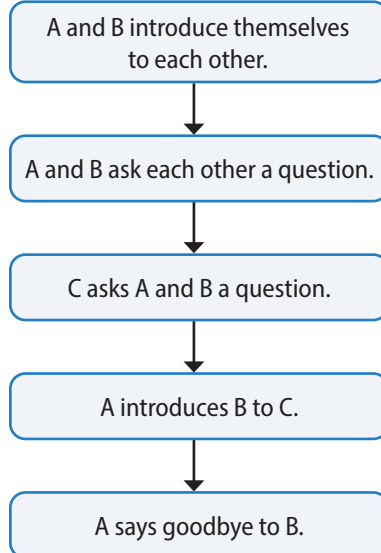 A and B introduce themselves
to each other.
A and B ask each other a question.
C asks A and B a question.
A introduces B to C.
A says goodbye to B.